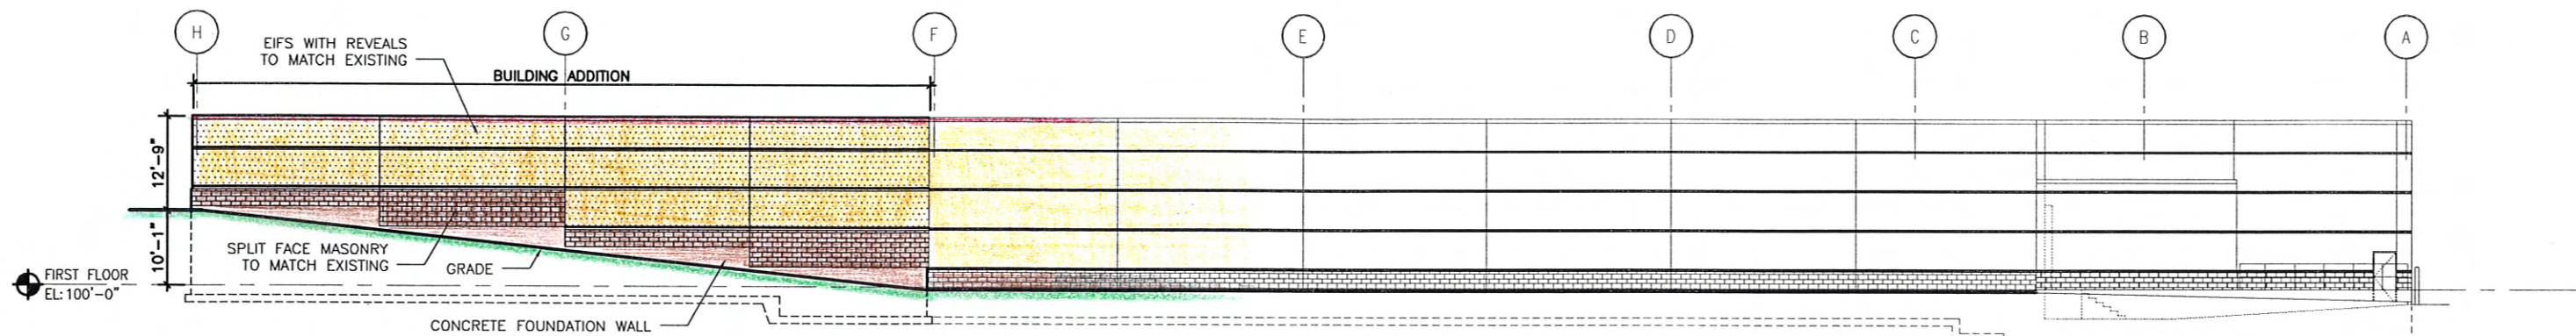 H
G
F
E
D
C
B
A
EIFS WITH REVEALS
TO MATCH EXISTING
BUILDING ADDITION
12'-9"
10'-1"
SPLIT FACE MASONRY
TO MATCH EXISTING
GRADE
FIRST FLOOR
EL: 100'-0"
CONCRETE FOUNDATION WALL